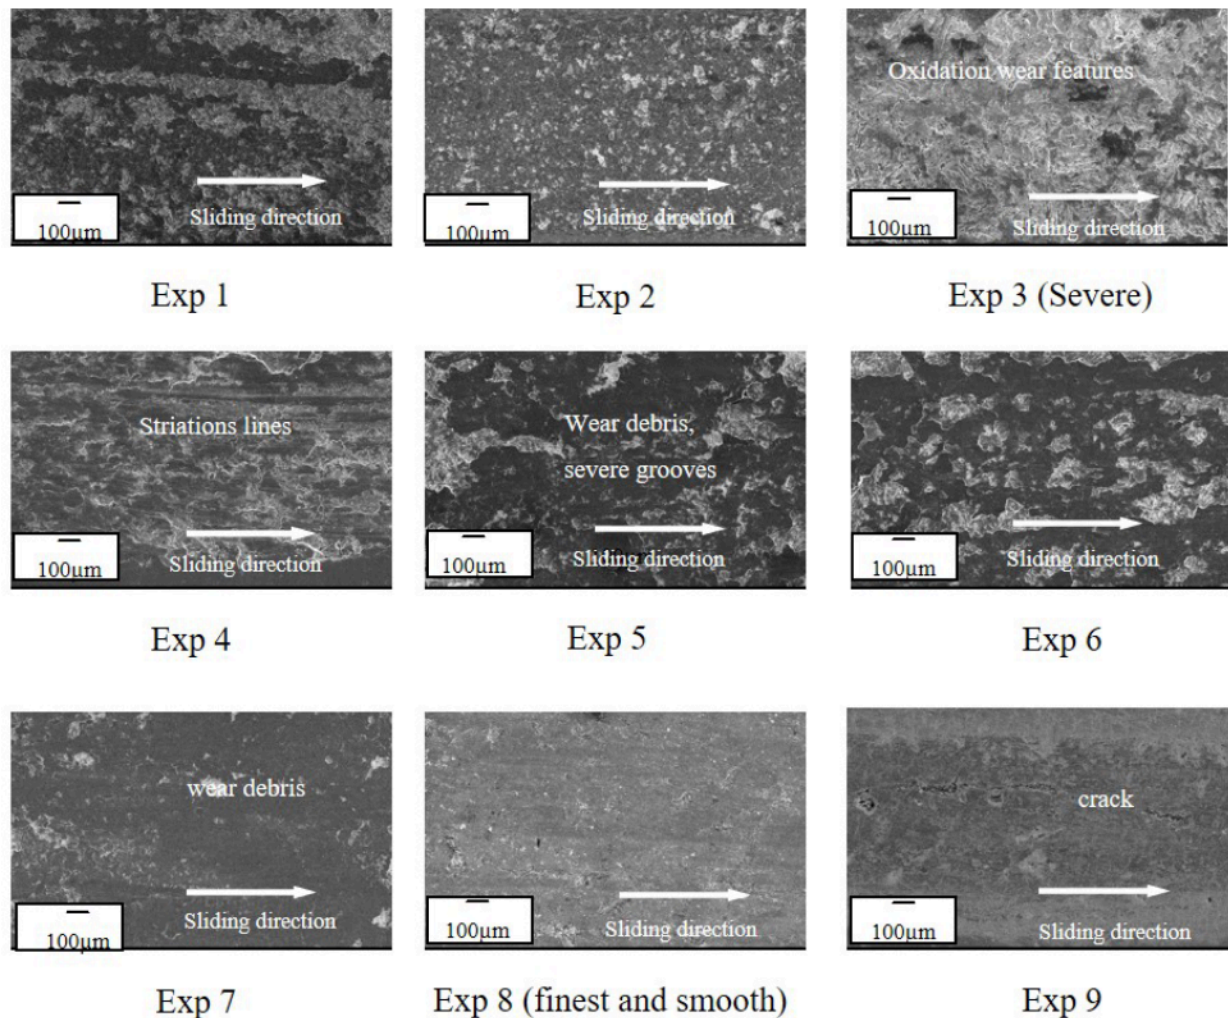 100μm
Sliding direction
Exp 1
100μm
Sliding direction
Exp 2
Oxidation wear features
100μm
Sliding direction
Exp 3 (Severe)
Striations lines
100μm
Sliding direction
Exp 4
Wear debris,
severe grooves
100μm
Sliding direction
Exp 5
100μm
Sliding direction
Exp 6
wear debris
100μm
Sliding direction
Exp 7
100μm
Sliding direction
Exp 8 (finest and smooth)
crack
100μm
Sliding direction
Exp 9